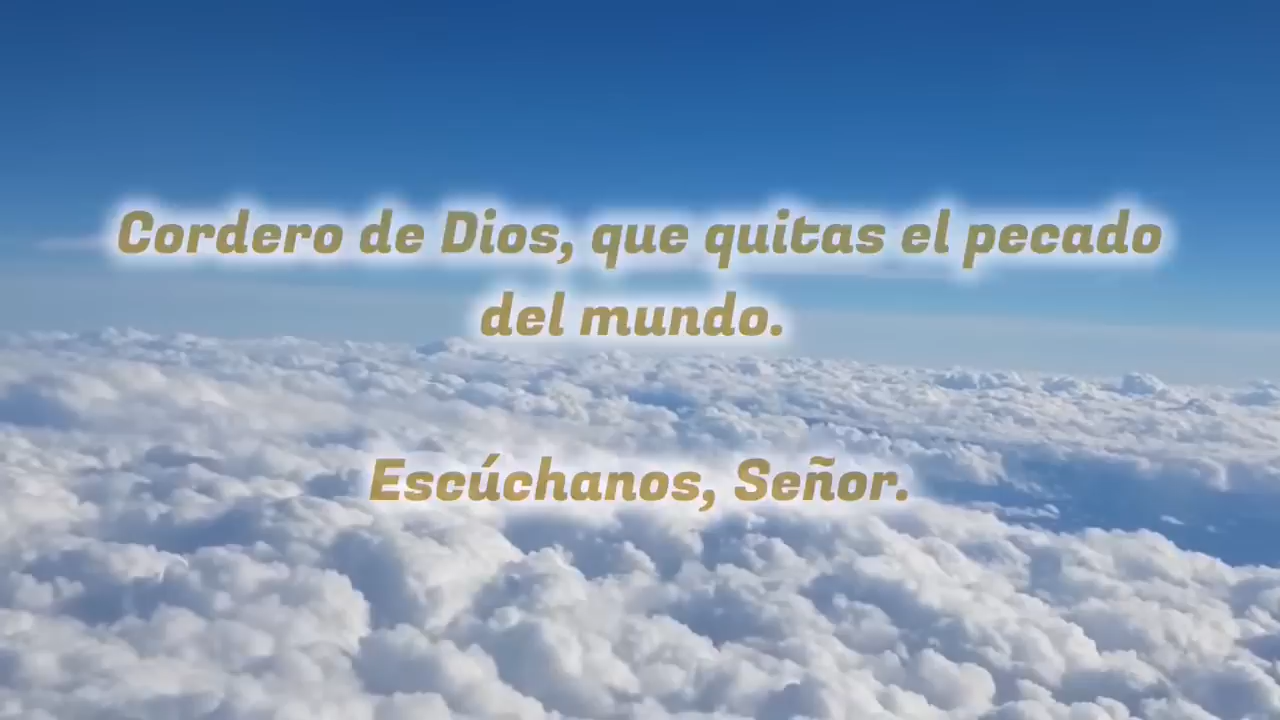 Cordero de Dios, que quitas el pecado
del mundo.
Escúchanos, Señor.